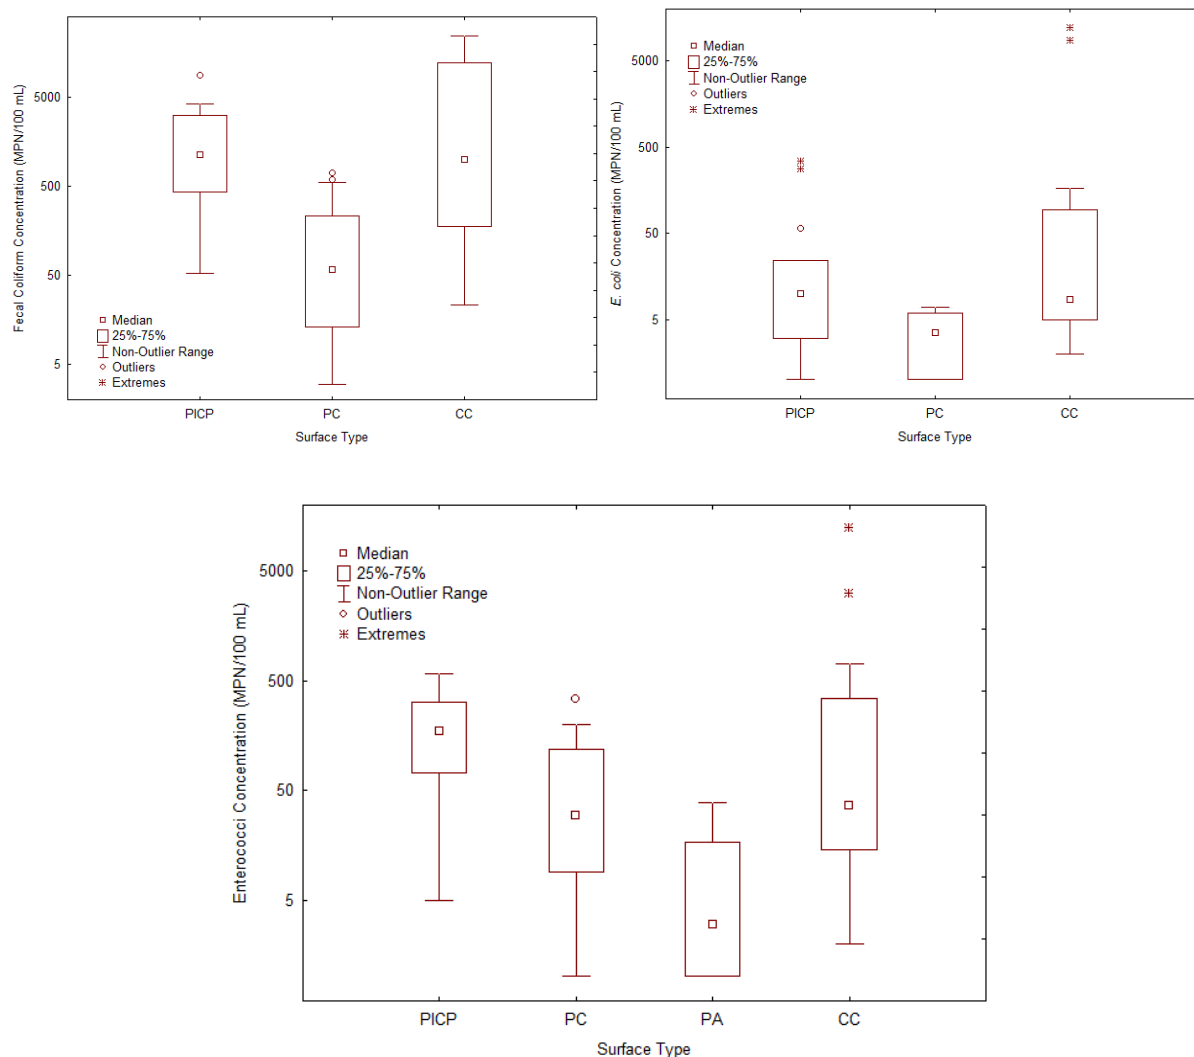 Fecal Coliform Concentration (MPN/100 mL)
5000
500
50
5
Median
25%-75%
Non-Outlier Range
Outliers
Extremes
PICP
PC
CC
Surface Type
E. coli Concentration (MPN/100 mL)
5000
500
50
5
Median
25%-75%
Non-Outlier Range
Outliers
Extremes
PICP
PC
CC
Surface Type
Enterococci Concentration (MPN/100 mL)
5000
500
50
5
Median
25%-75%
Non-Outlier Range
Outliers
Extremes
PICP
PC
PA
CC
Surface Type